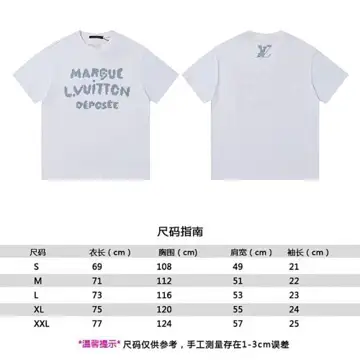 MARQUE
L.VUITTON
DÉPOSÉE
LV
尺码指南
尺码 衣长（cm） 胸围(cm) 肩宽(cm) 袖长(cm)
S 69 108 49 21
M 71 112 51 22
L 73 116 53 23
XL 75 120 55 24
XXL 77 124 57 25
*温馨提示* 尺码仅供参考，手工测量存在1-3cm误差